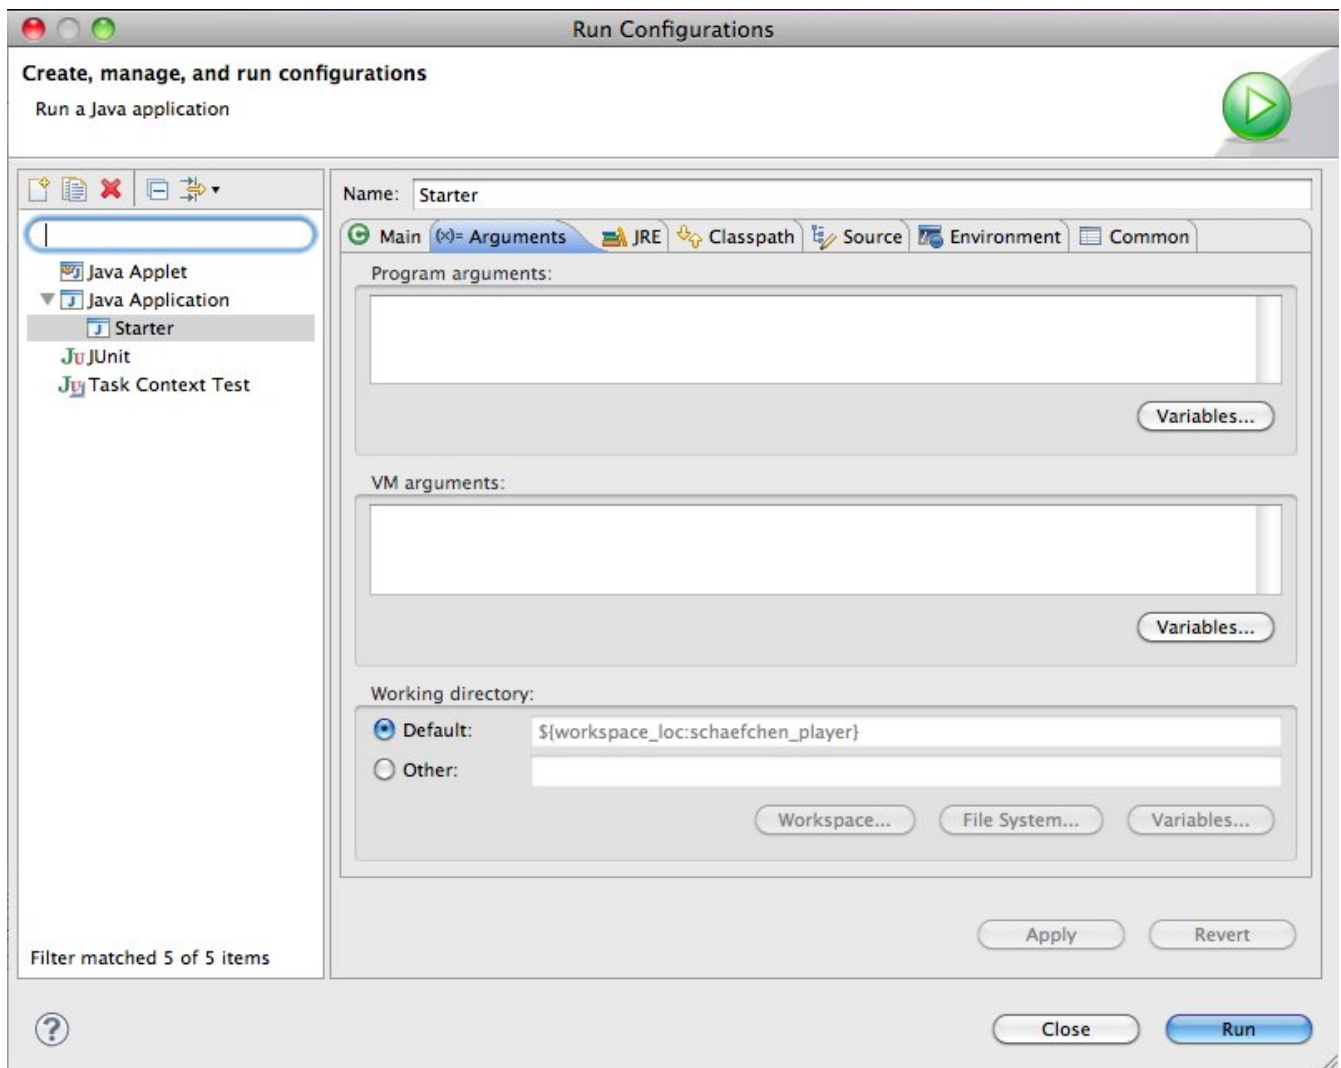 Run Configurations
Create, manage, and run configurations
Run a Java application
Name: Starter
Main (x)= Arguments JRE Classpath Source Environment Common
Java Applet
Java Application
Starter
JUnit
Task Context Test
Filter matched 5 of 5 items
Program arguments:
Variables...
VM arguments:
Variables...
Working directory:
Default: ${workspace_loc:schaefchen_player}
Other:
Workspace... File System... Variables...
Apply Revert
? Close Run